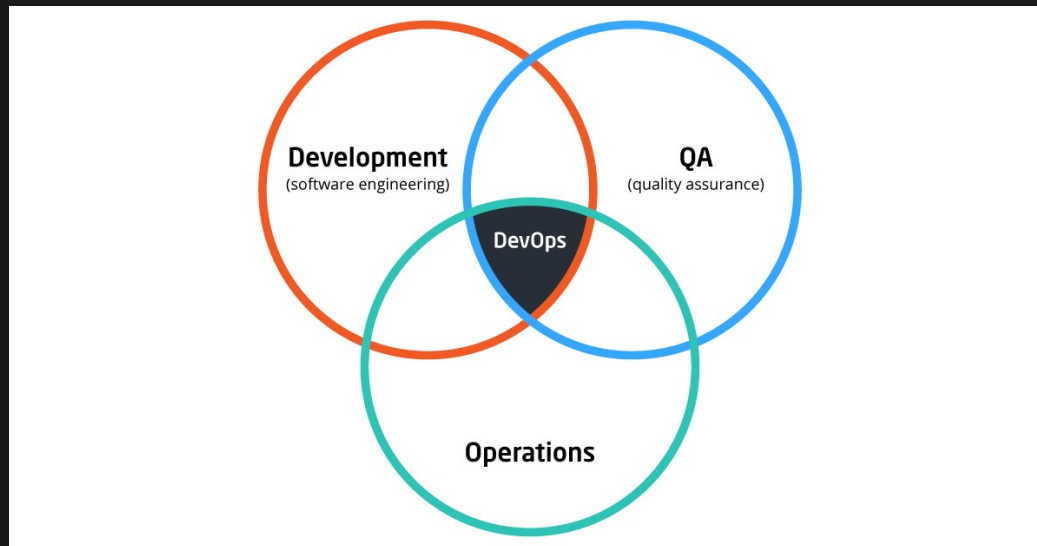 Development
(software engineering)
QA
(quality assurance)
DevOps
Operations